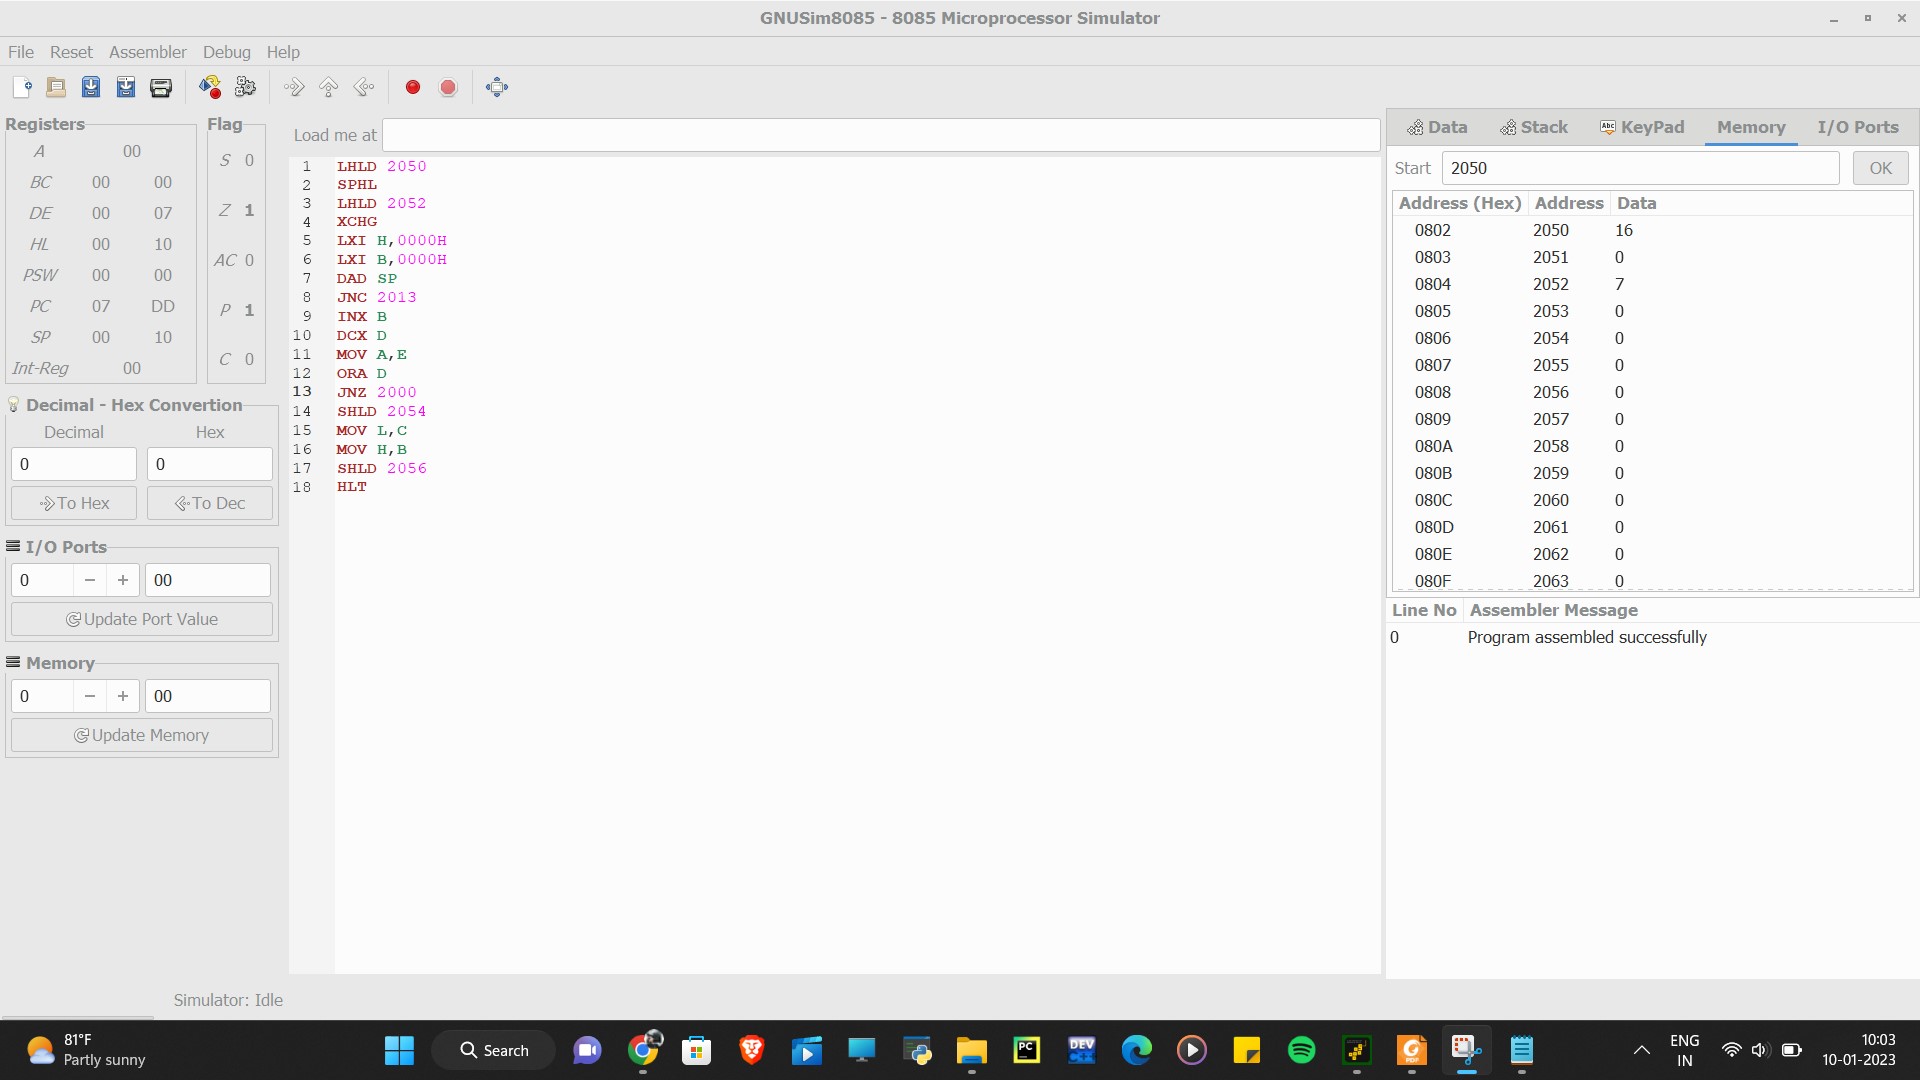 GNUSim8085 - 8085 Microprocessor Simulator
File Reset Assembler Debug Help
Registers
A 00
BC 00 00
DE 00 07
HL 00 10
PSW 00 00
PC 07 DD
SP 00 10
Int-Reg 00
Flag
S 0
Z 1
AC 0
P 1
C 0
Decimal - Hex Convertion
Decimal Hex
0 0
To Hex To Dec
I/O Ports
0 − + 00
Update Port Value
Memory
0 − + 00
Update Memory
Load me at
1 LHLD 2050
2 SPHL
3 LHLD 2052
4 XCHG
5 LXI H,0000H
6 LXI B,0000H
7 DAD SP
8 JNC 2013
9 INX B
10 DCX D
11 MOV A,E
12 ORA D
13 JNZ 2000
14 SHLD 2054
15 MOV L,C
16 MOV H,B
17 SHLD 2056
18 HLT
Data Stack Abc KeyPad Memory I/O Ports
Start 2050 OK
Address (Hex) Address Data
0802 2050 16
0803 2051 0
0804 2052 7
0805 2053 0
0806 2054 0
0807 2055 0
0808 2056 0
0809 2057 0
080A 2058 0
080B 2059 0
080C 2060 0
080D 2061 0
080E 2062 0
080F 2063 0
Line No Assembler Message
0 Program assembled successfully
Simulator: Idle
81°F
Partly sunny
Search
PC
DEV
C++
PDF
ENG
IN
10:03
10-01-2023